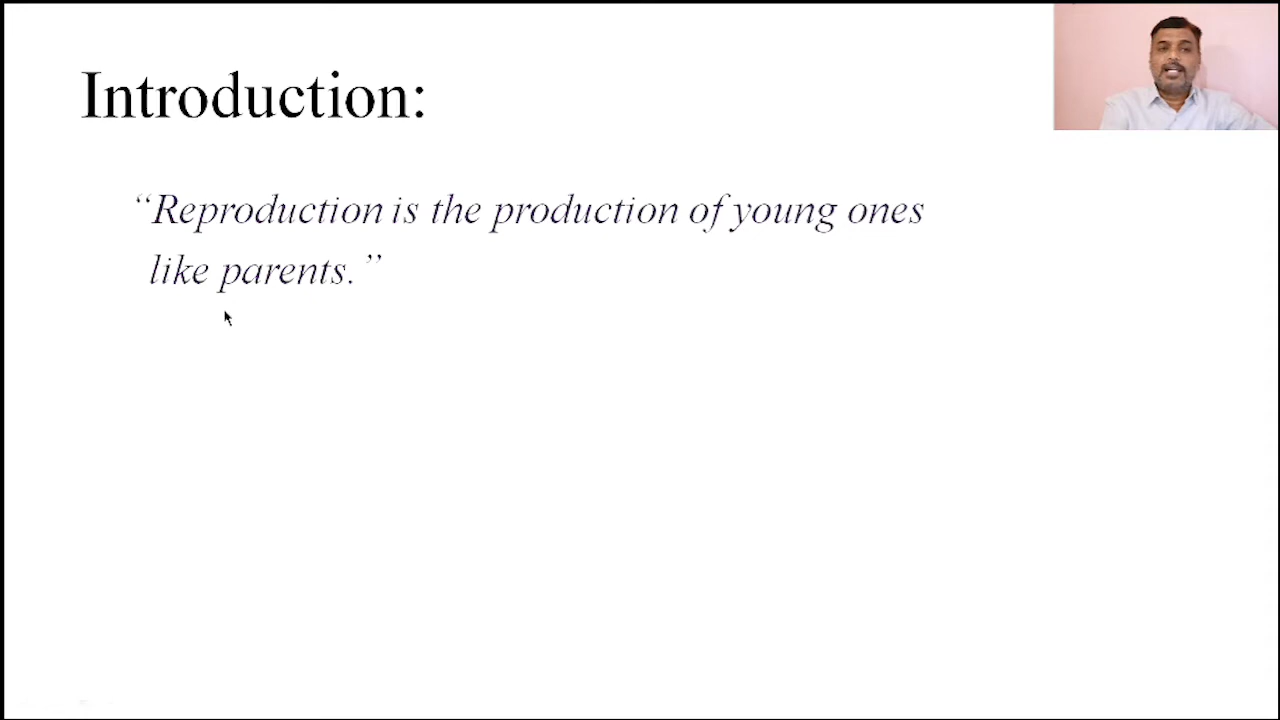 Introduction:
“Reproduction is the production of young ones
like parents.”